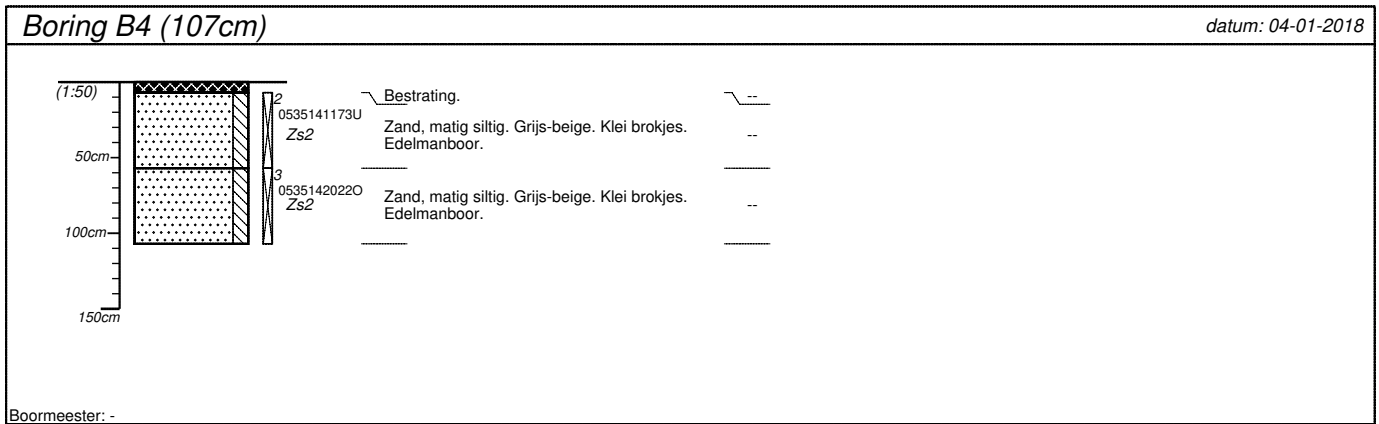 Boring B4 (107cm)
datum: 04-01-2018
(1:50)
2
Bestrating.
--
0535141173U
Zs2
Zand, matig siltig. Grijs-beige. Klei brokjes.
Edelmanboor.
--
50cm
3
0535142022O
Zs2
Zand, matig siltig. Grijs-beige. Klei brokjes.
Edelmanboor.
--
100cm
150cm
Boormeester: -